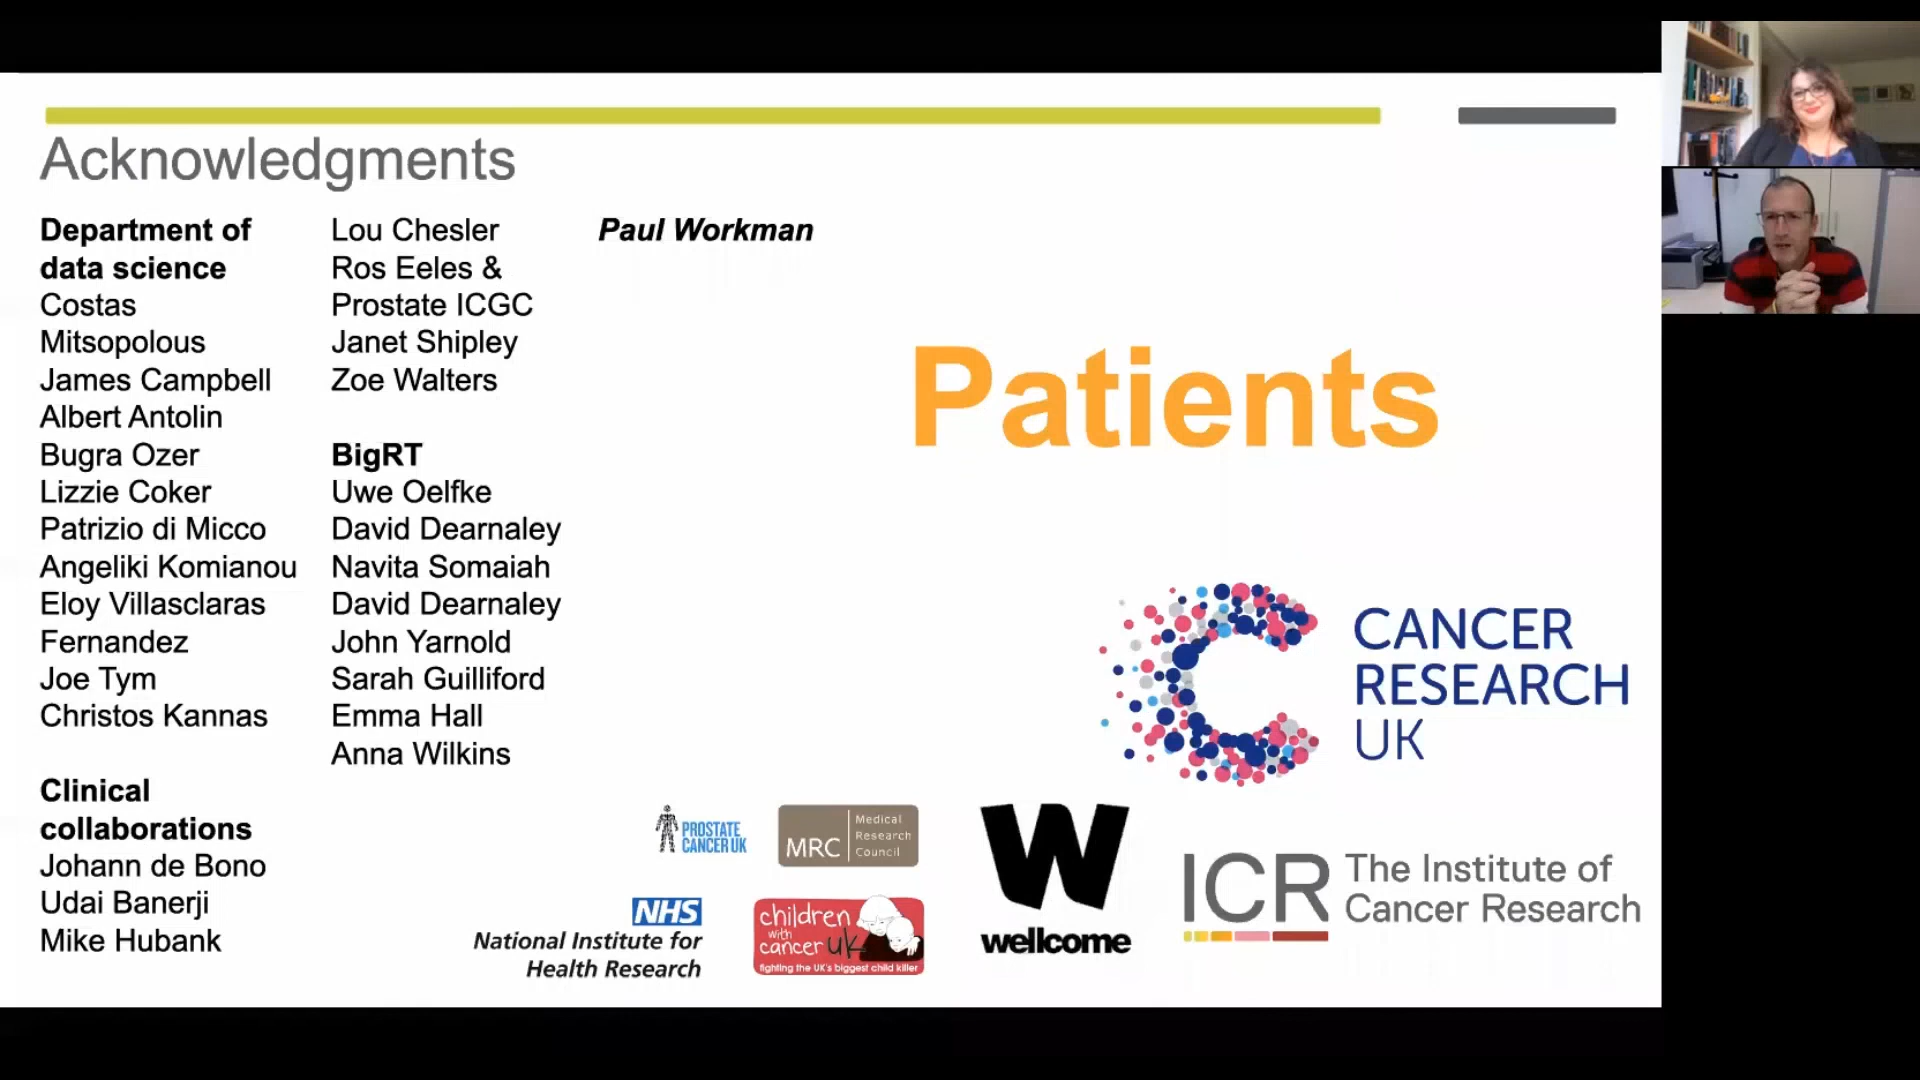 Acknowledgments
Department of
data science
Costas
Mitsopolous
James Campbell
Albert Antolin
Bugra Ozer
Lizzie Coker
Patrizio di Micco
Angeliki Komianou
Eloy Villasclaras
Fernandez
Joe Tym
Christos Kannas
Clinical
collaborations
Johann de Bono
Udai Banerji
Mike Hubank
Lou Chesler
Ros Eeles &
Prostate ICGC
Janet Shipley
Zoe Walters
BigRT
Uwe Oelfke
David Dearnaley
Navita Somaiah
David Dearnaley
John Yarnold
Sarah Guilliford
Emma Hall
Anna Wilkins
Paul Workman
Patients
CANCER
RESEARCH
UK
PROSTATE
CANCER UK
MRC
Medical
Research
Council
NHS
National Institute for
Health Research
children
with
cancer uk
fighting the UK's biggest child killer
W
wellcome
ICR
The Institute of
Cancer Research